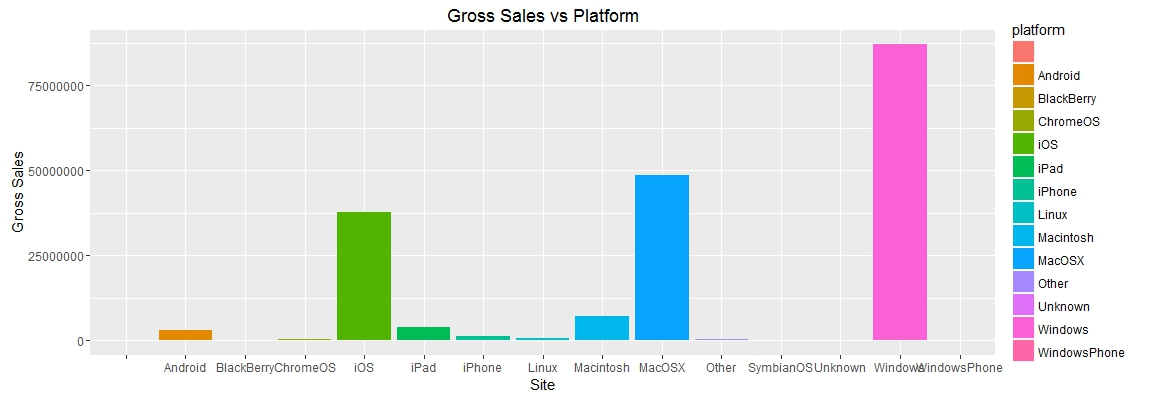 Gross Sales vs Platform
Gross Sales
75000000
50000000
25000000
0
Android BlackBerry ChromeOS iOS iPad iPhone Linux Macintosh MacOSX Other SymbianOS Unknown Windows WindowsPhone
Site
platform
Android
BlackBerry
ChromeOS
iOS
iPad
iPhone
Linux
Macintosh
MacOSX
Other
Unknown
Windows
WindowsPhone